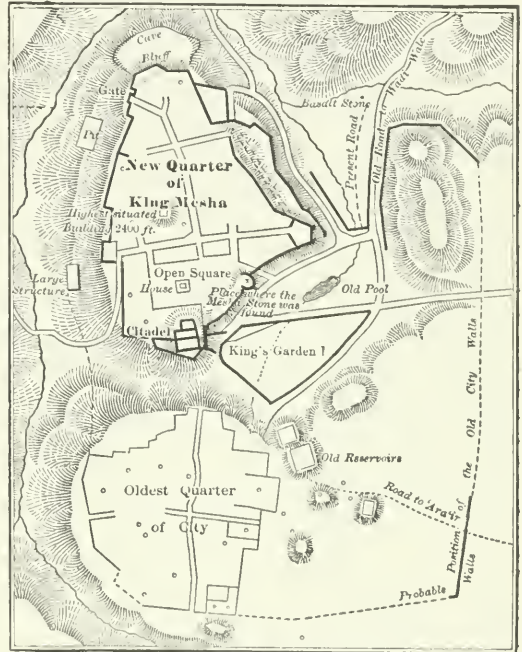 Cave
Bluff
Gate
Pit
New Quarter
of
King Mesha
Highest situated
Building 2400 ft.
Large
Structure
Open Square
House
Place where the
Mesha Stone was
found
Citadel
King's Garden
Old Pool
Basalt Stone
Present Road
Old Road to Wadi Wale
Oldest Quarter
of City
Old Rsservoirs
Road to 'Ara'ir
Probable
Position of the Old City Walls
Walls